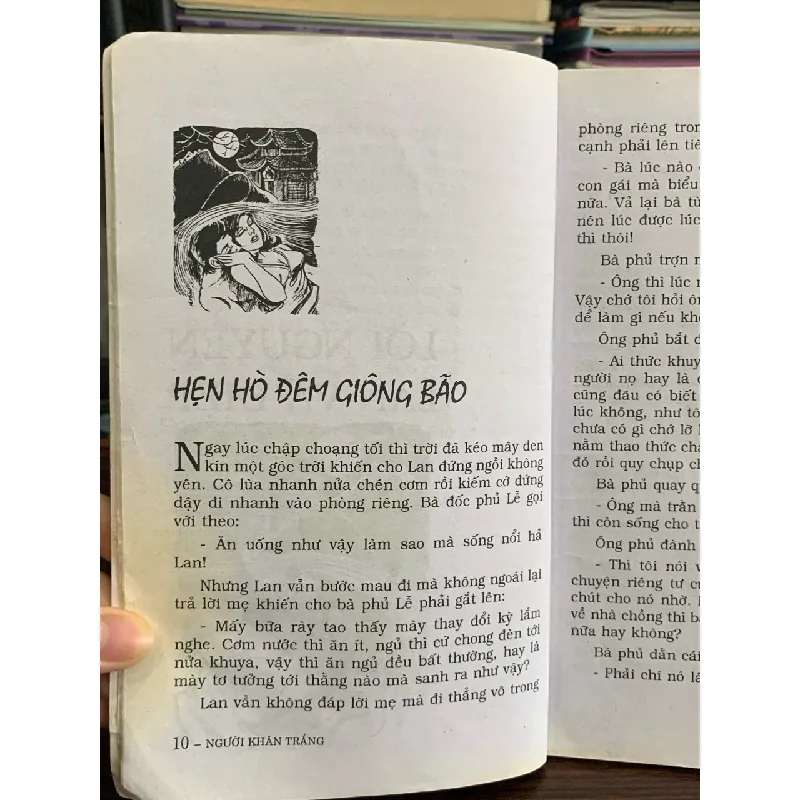 HẸN HÒ ĐÊM GIÔNG BÃO
Ngay lúc chập choạng tối thì trời đã kéo mây đen
kín một góc trời khiến cho Lan đứng ngồi không
yên. Cô lùa nhanh nửa chén cơm rồi kiếm cớ đứng
dậy đi nhanh vào phòng riêng. Bà đốc phủ Lễ gọi
với theo:
- Ăn uống như vậy làm sao mà sống nổi hả
Lan!
Nhưng Lan vẫn bước mau đi mà không ngoái lại
trả lời mẹ khiến cho bà phủ Lễ phải gắt lên:
- Mấy bữa rày tao thấy mày thay đổi kỳ lắm
nghe. Cơm nước thì ăn ít, ngủ thì cứ chong đèn tới
nửa khuya, vậy thì ăn ngủ đều bất thường, hay là
mày tơ tưởng tới thằng nào mà sanh ra như vậy?
Lan vẫn không đáp lời mẹ mà đi thẳng vô trong
10 – NGƯỜI KHĂN TRẮNG
phòng riêng tron
cạnh phải lên tiế
- Bà lúc nào
con gái mà biểu
nữa. Vả lại bà từ
nên lúc được lúc
thì thôi!
Bà phủ trợn m
- Ông thì lúc n
Vậy chớ tôi hỏi ôn
để làm gì nếu khô
Ông phủ bắt đ
- Ai thức khuy
người nọ hay là
cũng đâu có biết
lúc không, như tô
chưa có gì chớ lỡ l
nằm thao thức chả
đó rồi quy chụp ch
Bà phủ quay q
- Ông mà trằn
thì còn sống cho t
Ông phủ đành
- Thì tôi nói v
chuyện riêng tư c
chút cho nó nhờ.
về nhà chồng thì b
nữa hay không?
Bà phủ dằn cái
- Phải chi nó lấ